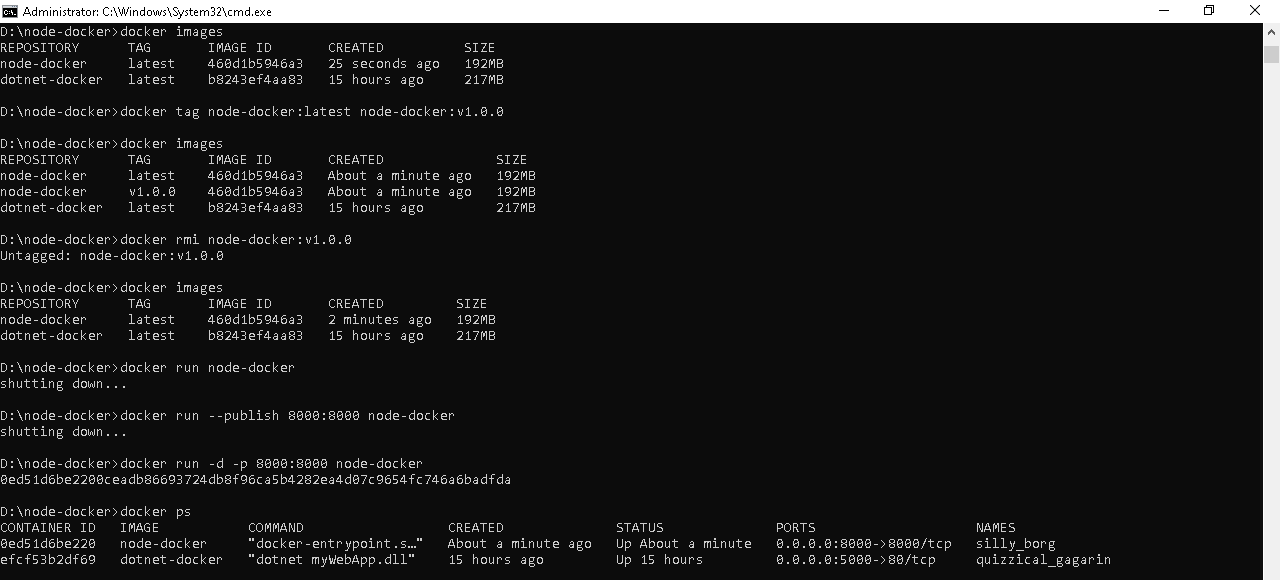 Administrator: C:\Windows\System32\cmd.exe
D:\node-docker>docker images
REPOSITORY      TAG       IMAGE ID       CREATED          SIZE
node-docker     latest    460d1b5946a3   25 seconds ago   192MB
dotnet-docker   latest    b8243ef4aa83   15 hours ago     217MB
D:\node-docker>docker tag node-docker:latest node-docker:v1.0.0
D:\node-docker>docker images
REPOSITORY      TAG       IMAGE ID       CREATED              SIZE
node-docker     latest    460d1b5946a3   About a minute ago   192MB
node-docker     v1.0.0    460d1b5946a3   About a minute ago   192MB
dotnet-docker   latest    b8243ef4aa83   15 hours ago         217MB
D:\node-docker>docker rmi node-docker:v1.0.0
Untagged: node-docker:v1.0.0
D:\node-docker>docker images
REPOSITORY      TAG       IMAGE ID       CREATED         SIZE
node-docker     latest    460d1b5946a3   2 minutes ago   192MB
dotnet-docker   latest    b8243ef4aa83   15 hours ago    217MB
D:\node-docker>docker run node-docker
shutting down...
D:\node-docker>docker run --publish 8000:8000 node-docker
shutting down...
D:\node-docker>docker run -d -p 8000:8000 node-docker
0ed51d6be2200ceadb86693724db8f96ca5b4282ea4d07c9654fc746a6badfda
D:\node-docker>docker ps
CONTAINER ID   IMAGE           COMMAND                  CREATED              STATUS              PORTS                    NAMES
0ed51d6be220   node-docker     "docker-entrypoint.s…"   About a minute ago   Up About a minute   0.0.0.0:8000->8000/tcp   silly_borg
efcf53b2df69   dotnet-docker   "dotnet myWebApp.dll"    15 hours ago         Up 15 hours         0.0.0.0:5000->80/tcp     quizzical_gagarin